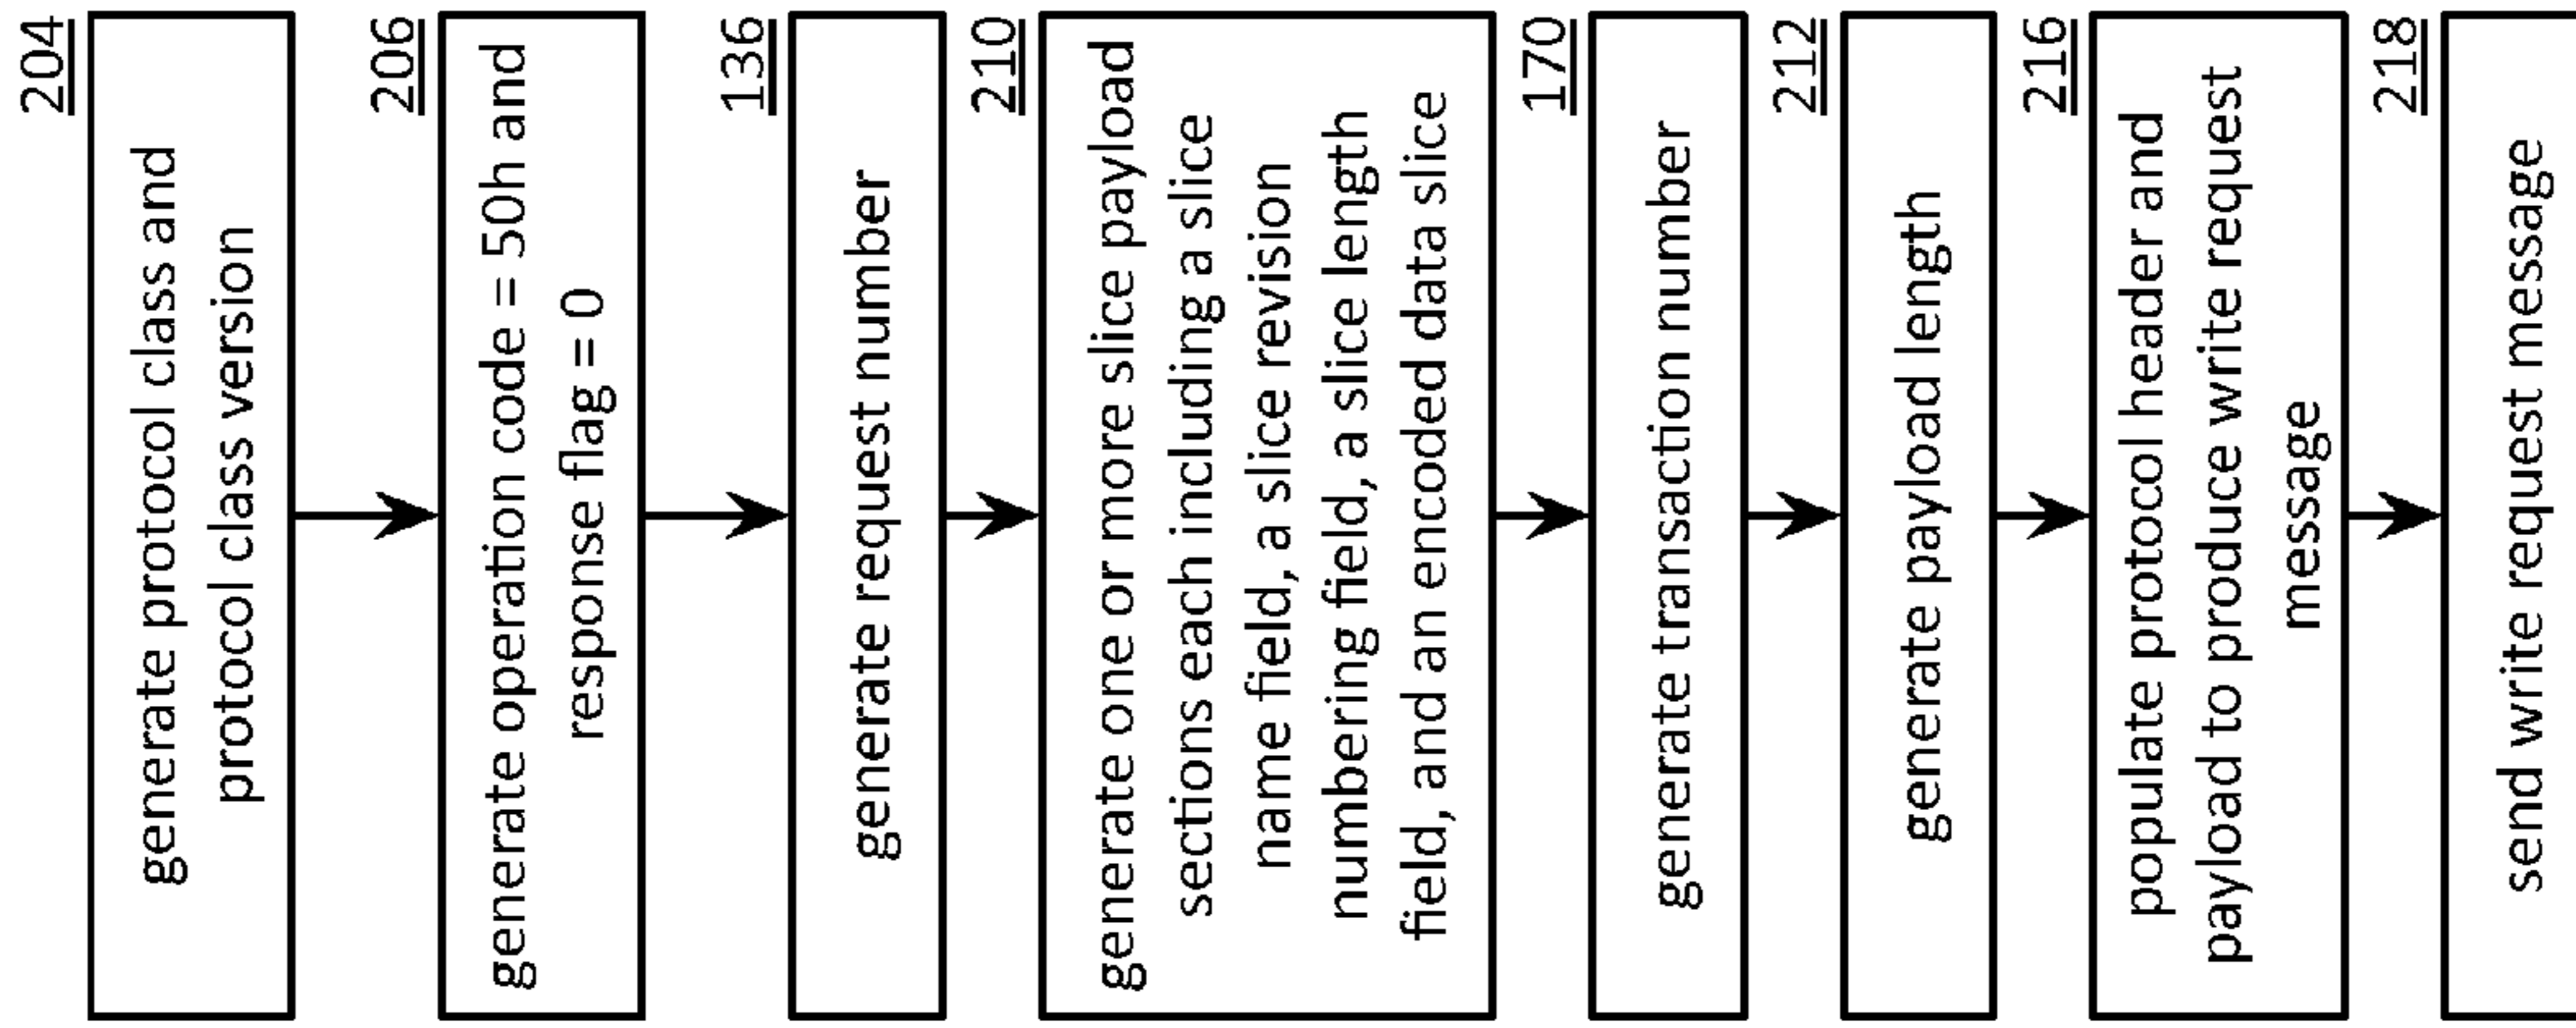 204
generate protocol class and
protocol class version
206
generate operation code = 50h and
response flag = 0
136
generate request number
210
generate one or more slice payload
sections each including a slice
name field, a slice revision
numbering field, a slice length
field, and an encoded data slice
170
generate transaction number
212
generate payload length
216
populate protocol header and
payload to produce write request
message
218
send write request message